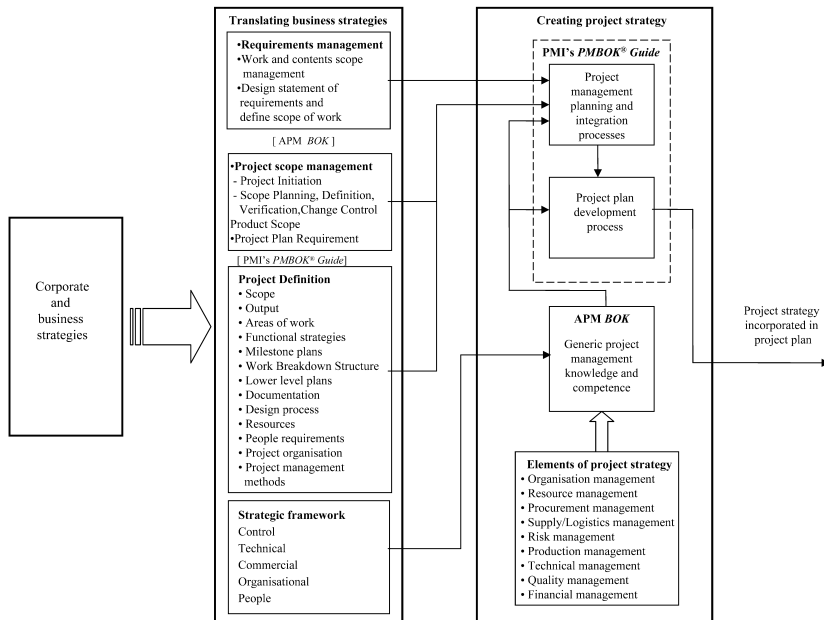 Corporate
and
business
strategies
Translating business strategies
•Requirements management
•Work and contents scope
management
•Design statement of
requirements and
define scope of work
[ APM BOK ]
•Project scope management
- Project Initiation
- Scope Planning, Definition,
Verification,Change Control
Product Scope
•Project Plan Requirement
[ PMI's PMBOK® Guide]
Project Definition
• Scope
• Output
• Areas of work
• Functional strategies
• Milestone plans
• Work Breakdown Structure
• Lower level plans
• Documentation
• Design process
• Resources
• People requirements
• Project organisation
• Project management
methods
Strategic framework
Control
Technical
Commercial
Organisational
People
Creating project strategy
PMI's PMBOK® Guide
Project
management
planning and
integration
processes
Project plan
development
process
APM BOK
Generic project
management
knowledge and
competence
Elements of project strategy
• Organisation management
• Resource management
• Procurement management
• Supply/Logistics management
• Risk management
• Production management
• Technical management
• Quality management
• Financial management
Project strategy
incorporated in
project plan